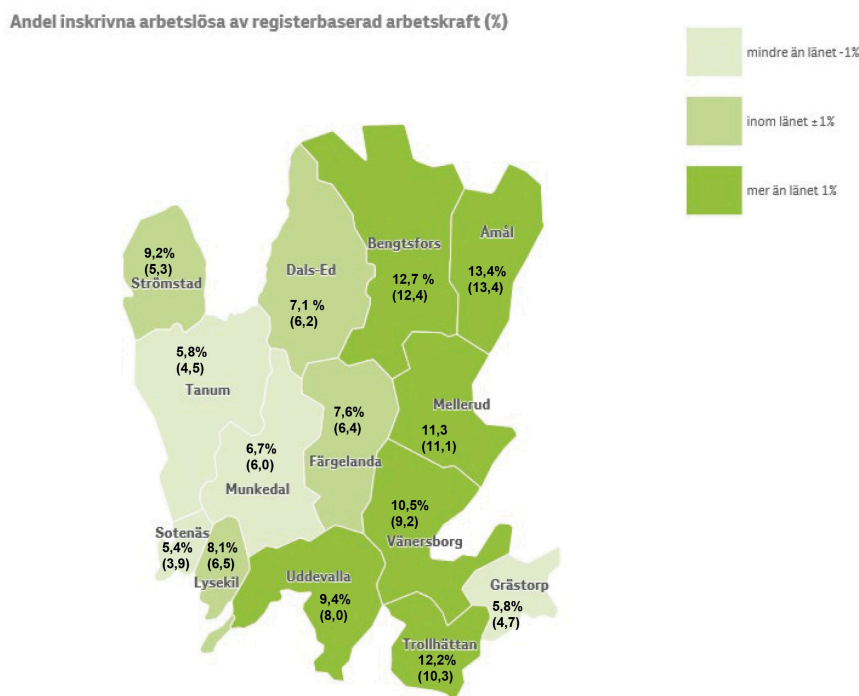 Andel inskrivna arbetslösa av registerbaserad arbetskraft (%)
mindre än länet -1%
inom länet ±1%
mer än länet 1%
9,2%
(5,3)
Strömstad
Dals-Ed
7,1 %
(6,2)
Bengtsfors
12,7 %
(12,4)
Åmål
13,4%
(13,4)
5,8%
(4,5)
Tanum
7,6%
(6,4)
Färgelanda
Mellerud
11,3
(11,1)
6,7%
(6,0)
Munkedal
10,5%
(9,2)
Vänersborg
Sotenäs
5,4%
(3,9)
8,1%
(6,5)
Lysekil
Uddevalla
9,4%
(8,0)
Grästorp
5,8%
(4,7)
Trollhättan
12,2%
(10,3)